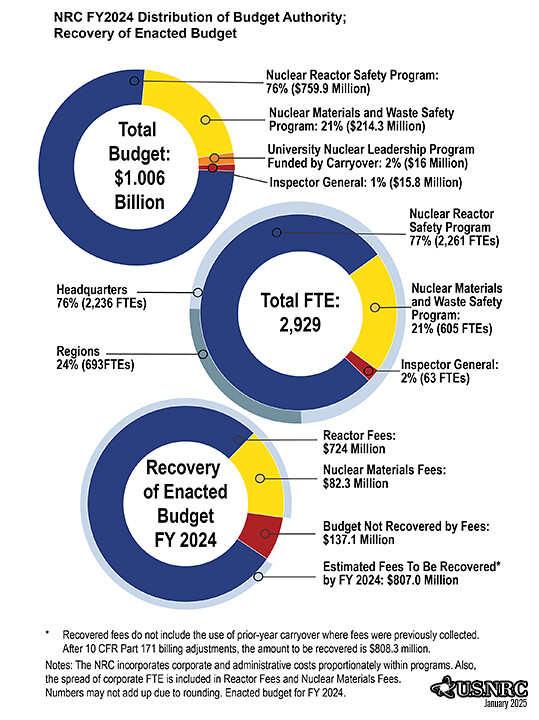 NRC FY2024 Distribution of Budget Authority;
Recovery of Enacted Budget
Total
Budget:
$1.006
Billion
Nuclear Reactor Safety Program:
76% ($759.9 Million)
Nuclear Materials and Waste Safety
Program: 21% ($214.3 Million)
University Nuclear Leadership Program
Funded by Carryover: 2% ($16 Million)
Inspector General: 1% ($15.8 Million)
Total FTE:
2,929
Nuclear Reactor
Safety Program
77% (2,261 FTEs)
Headquarters
76% (2,236 FTEs)
Nuclear Materials
and Waste Safety
Program:
21% (605 FTEs)
Regions
24% (693FTEs)
Inspector General:
2% (63 FTEs)
Recovery
of Enacted
Budget
FY 2024
Reactor Fees:
$724 Million
Nuclear Materials Fees:
$82.3 Million
Budget Not Recovered by Fees:
$137.1 Million
Estimated Fees To Be Recovered*
by FY 2024: $807.0 Million
* Recovered fees do not include the use of prior-year carryover where fees were previously collected.
After 10 CFR Part 171 billing adjustments, the amount to be recovered is $808.3 million.
Notes: The NRC incorporates corporate and administrative costs proportionately within programs. Also,
the spread of corporate FTE is included in Reactor Fees and Nuclear Materials Fees.
Numbers may not add up due to rounding. Enacted budget for FY 2024.
USNRC
January 2025